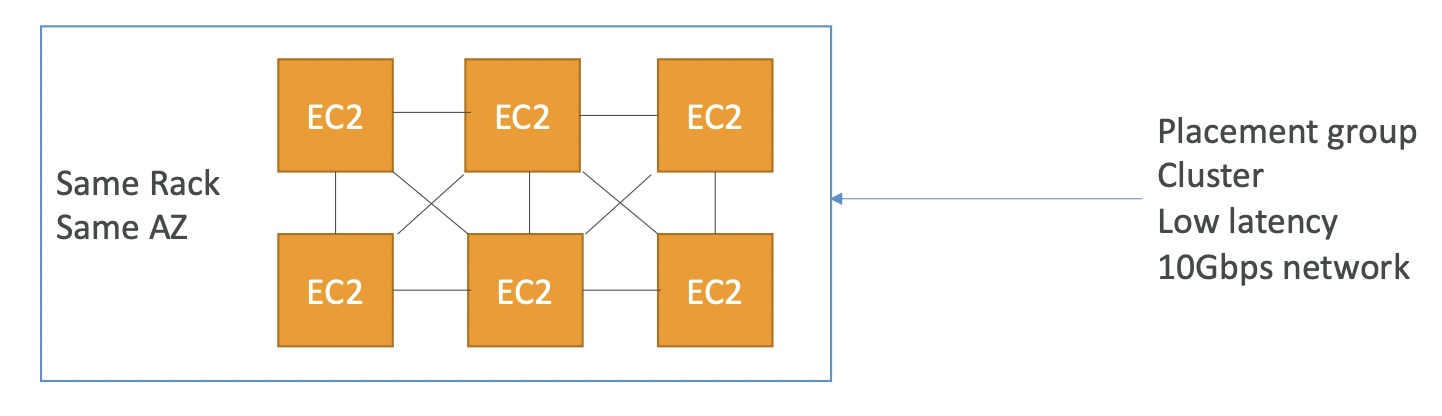 EC2
EC2
EC2
Same Rack
Same AZ
EC2
EC2
EC2
Placement group
Cluster
Low latency
10Gbps network